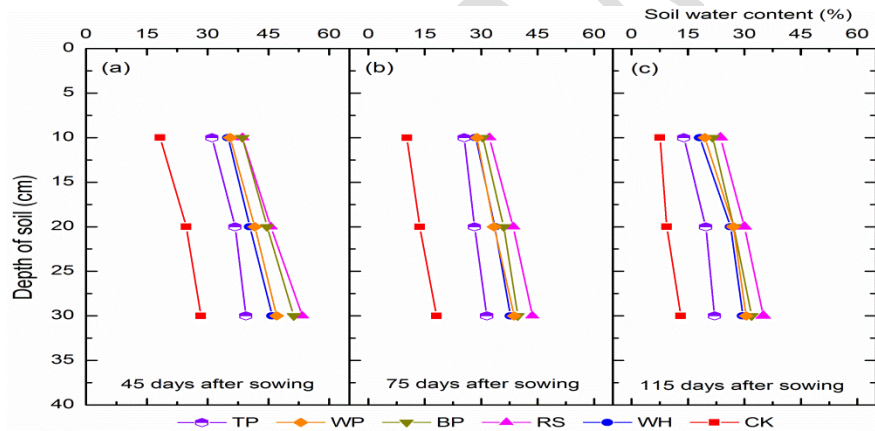 Soil water content (%)
0 15 30 45 60 15 30 45 60 15 30 45 60
0
5
10
15
20
25
30
35
40
Depth of soil (cm)
(a) (b) (c)
45 days after sowing 75 days after sowing 115 days after sowing
TP WP BP RS WH CK